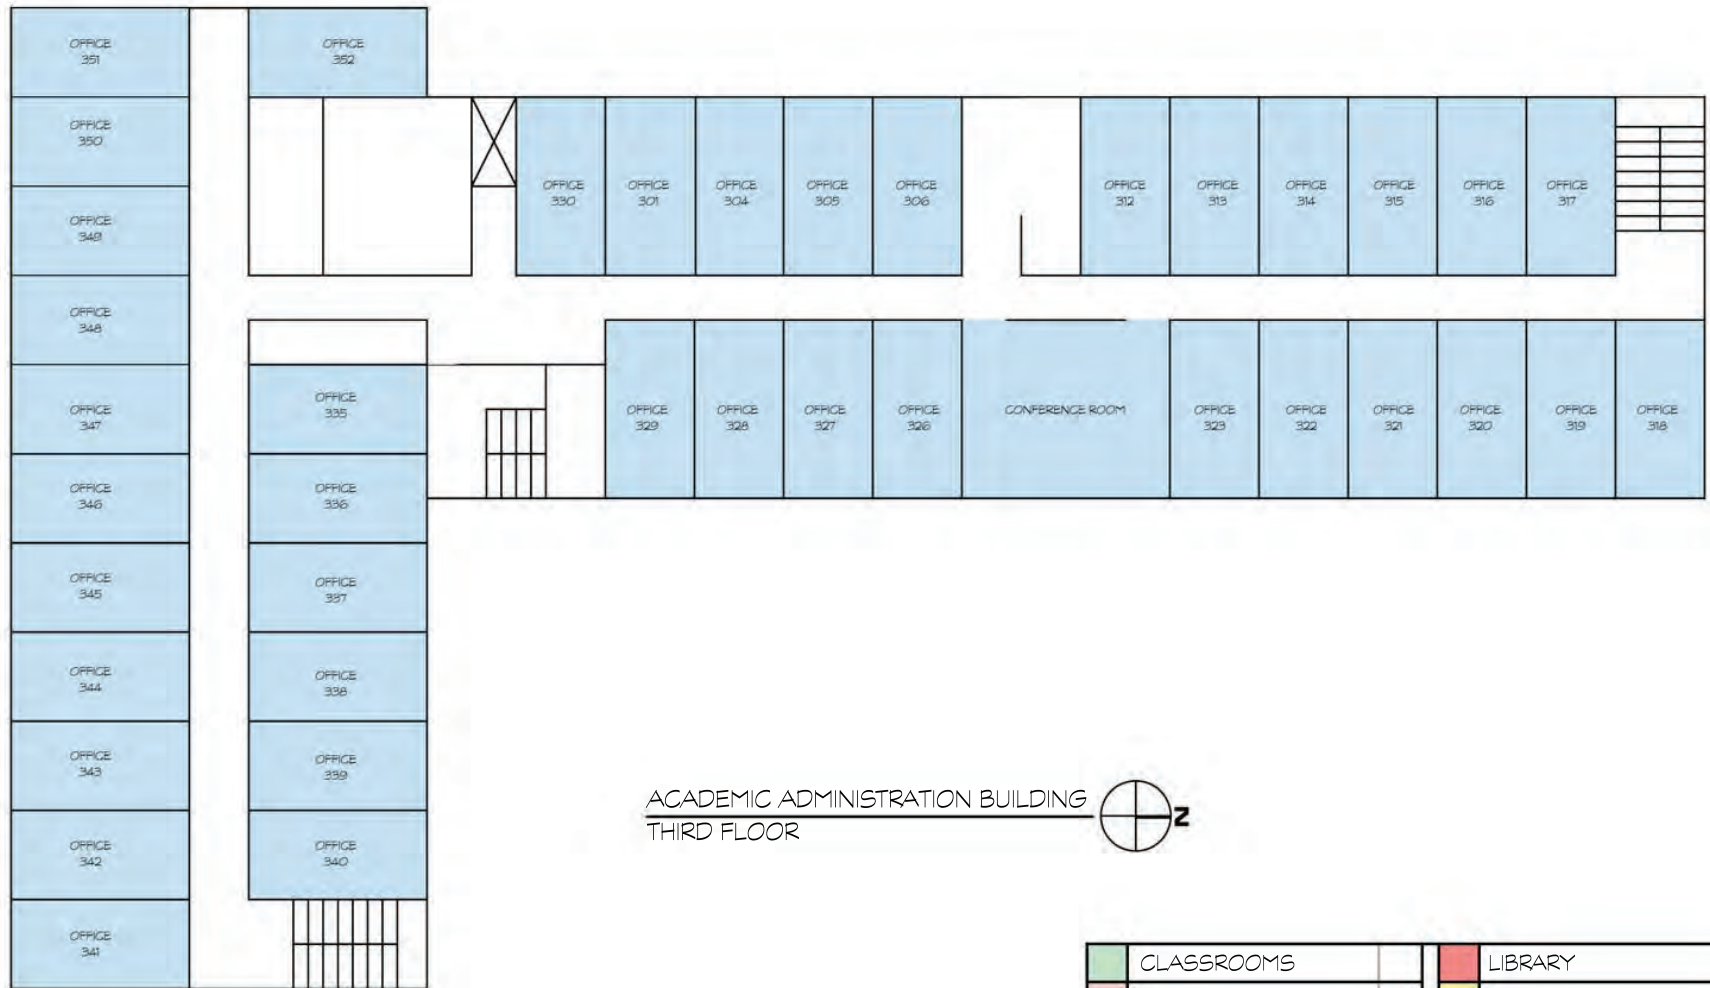 OFFICE
351
OFFICE
352
OFFICE
350
OFFICE
349
OFFICE
330
OFFICE
301
OFFICE
304
OFFICE
305
OFFICE
306
OFFICE
312
OFFICE
313
OFFICE
314
OFFICE
315
OFFICE
316
OFFICE
317
OFFICE
348
OFFICE
347
OFFICE
335
OFFICE
329
OFFICE
328
OFFICE
327
OFFICE
326
CONFERENCE ROOM
OFFICE
323
OFFICE
322
OFFICE
321
OFFICE
320
OFFICE
319
OFFICE
318
OFFICE
346
OFFICE
336
OFFICE
345
OFFICE
337
OFFICE
344
OFFICE
338
OFFICE
343
OFFICE
339
OFFICE
342
OFFICE
340
OFFICE
341
ACADEMIC ADMINISTRATION BUILDING
THIRD FLOOR
N
CLASSROOMS
LIBRARY